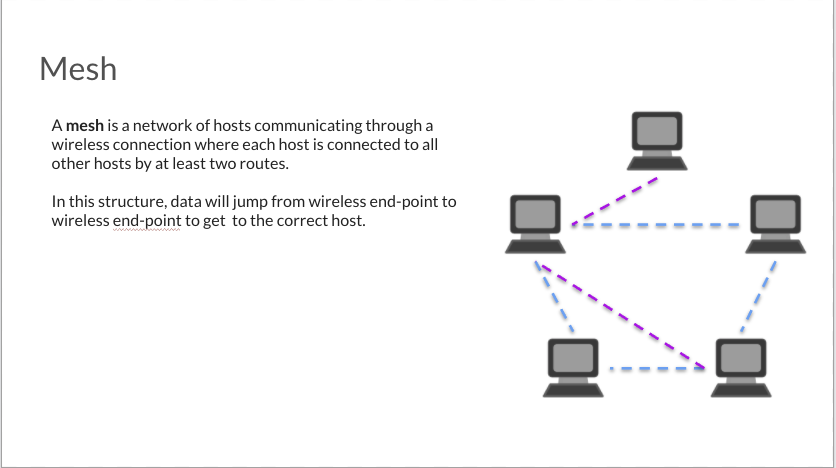 Mesh
A mesh is a network of hosts communicating through a
wireless connection where each host is connected to all
other hosts by at least two routes.
In this structure, data will jump from wireless end-point to
wireless end-point to get  to the correct host.